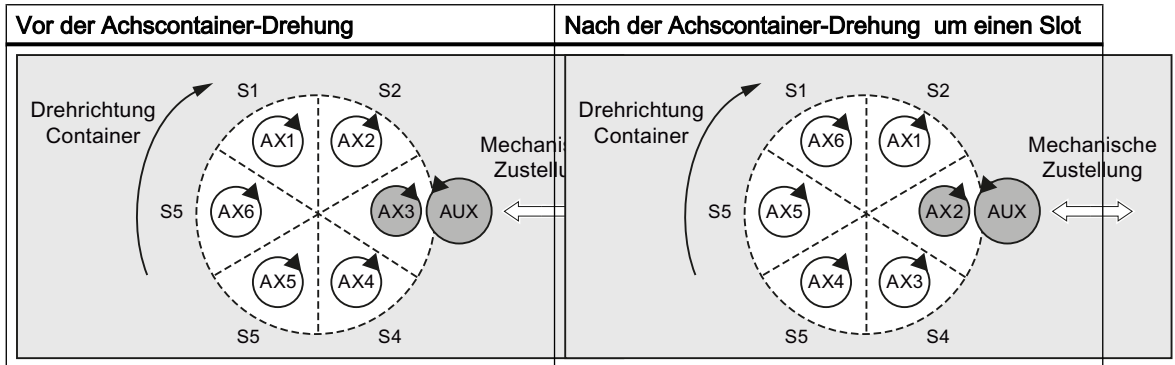 Vor der Achscontainer-Drehung
Drehrichtung
Container
S1
S2
AX1
AX2
Mechanis
Zustellu
S5
AX6
AX3
AUX
AX5
AX4
S5
S4
Nach der Achscontainer-Drehung um einen Slot
Drehrichtung
Container
S1
S2
AX6
AX1
Mechanische
Zustellung
S5
AX5
AX2
AUX
AX4
AX3
S5
S4